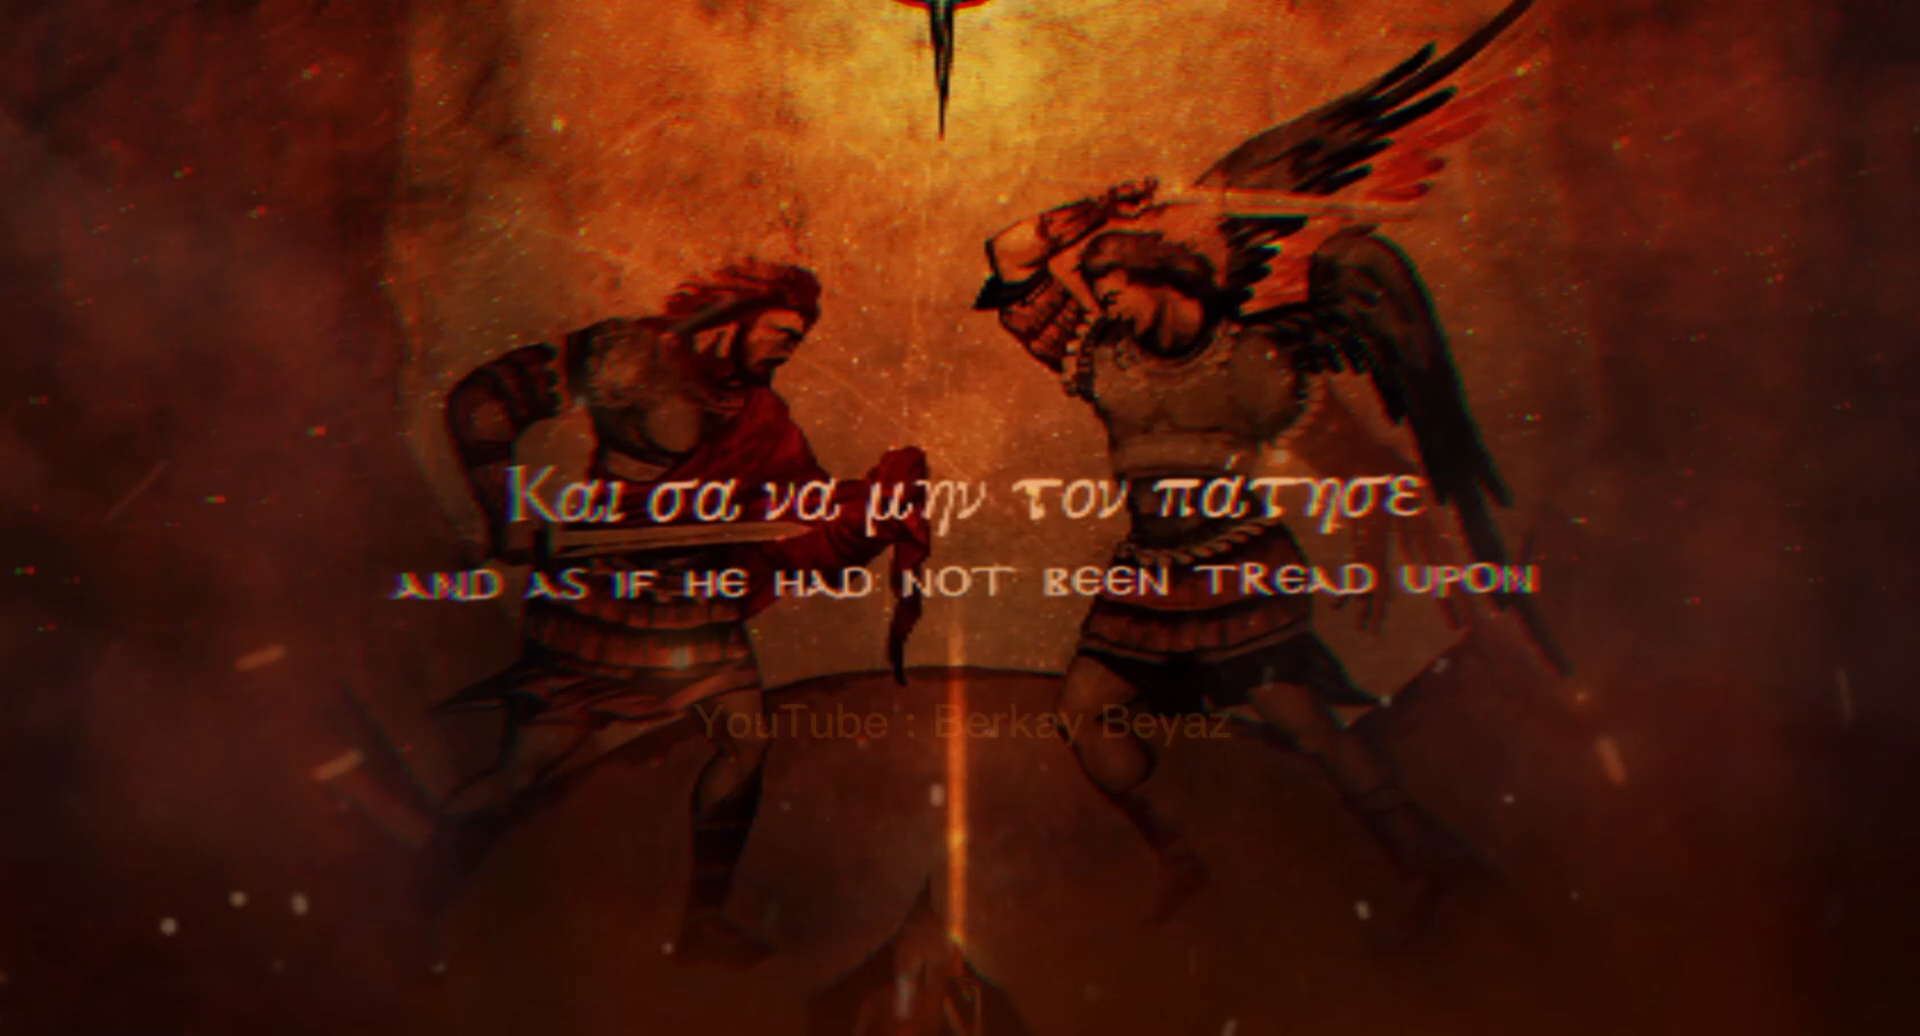 Και σα να μην τον πάτησε
AND AS IF HE HAD NOT BEEN TREAD UPON
YouTube : Berkay Beyaz